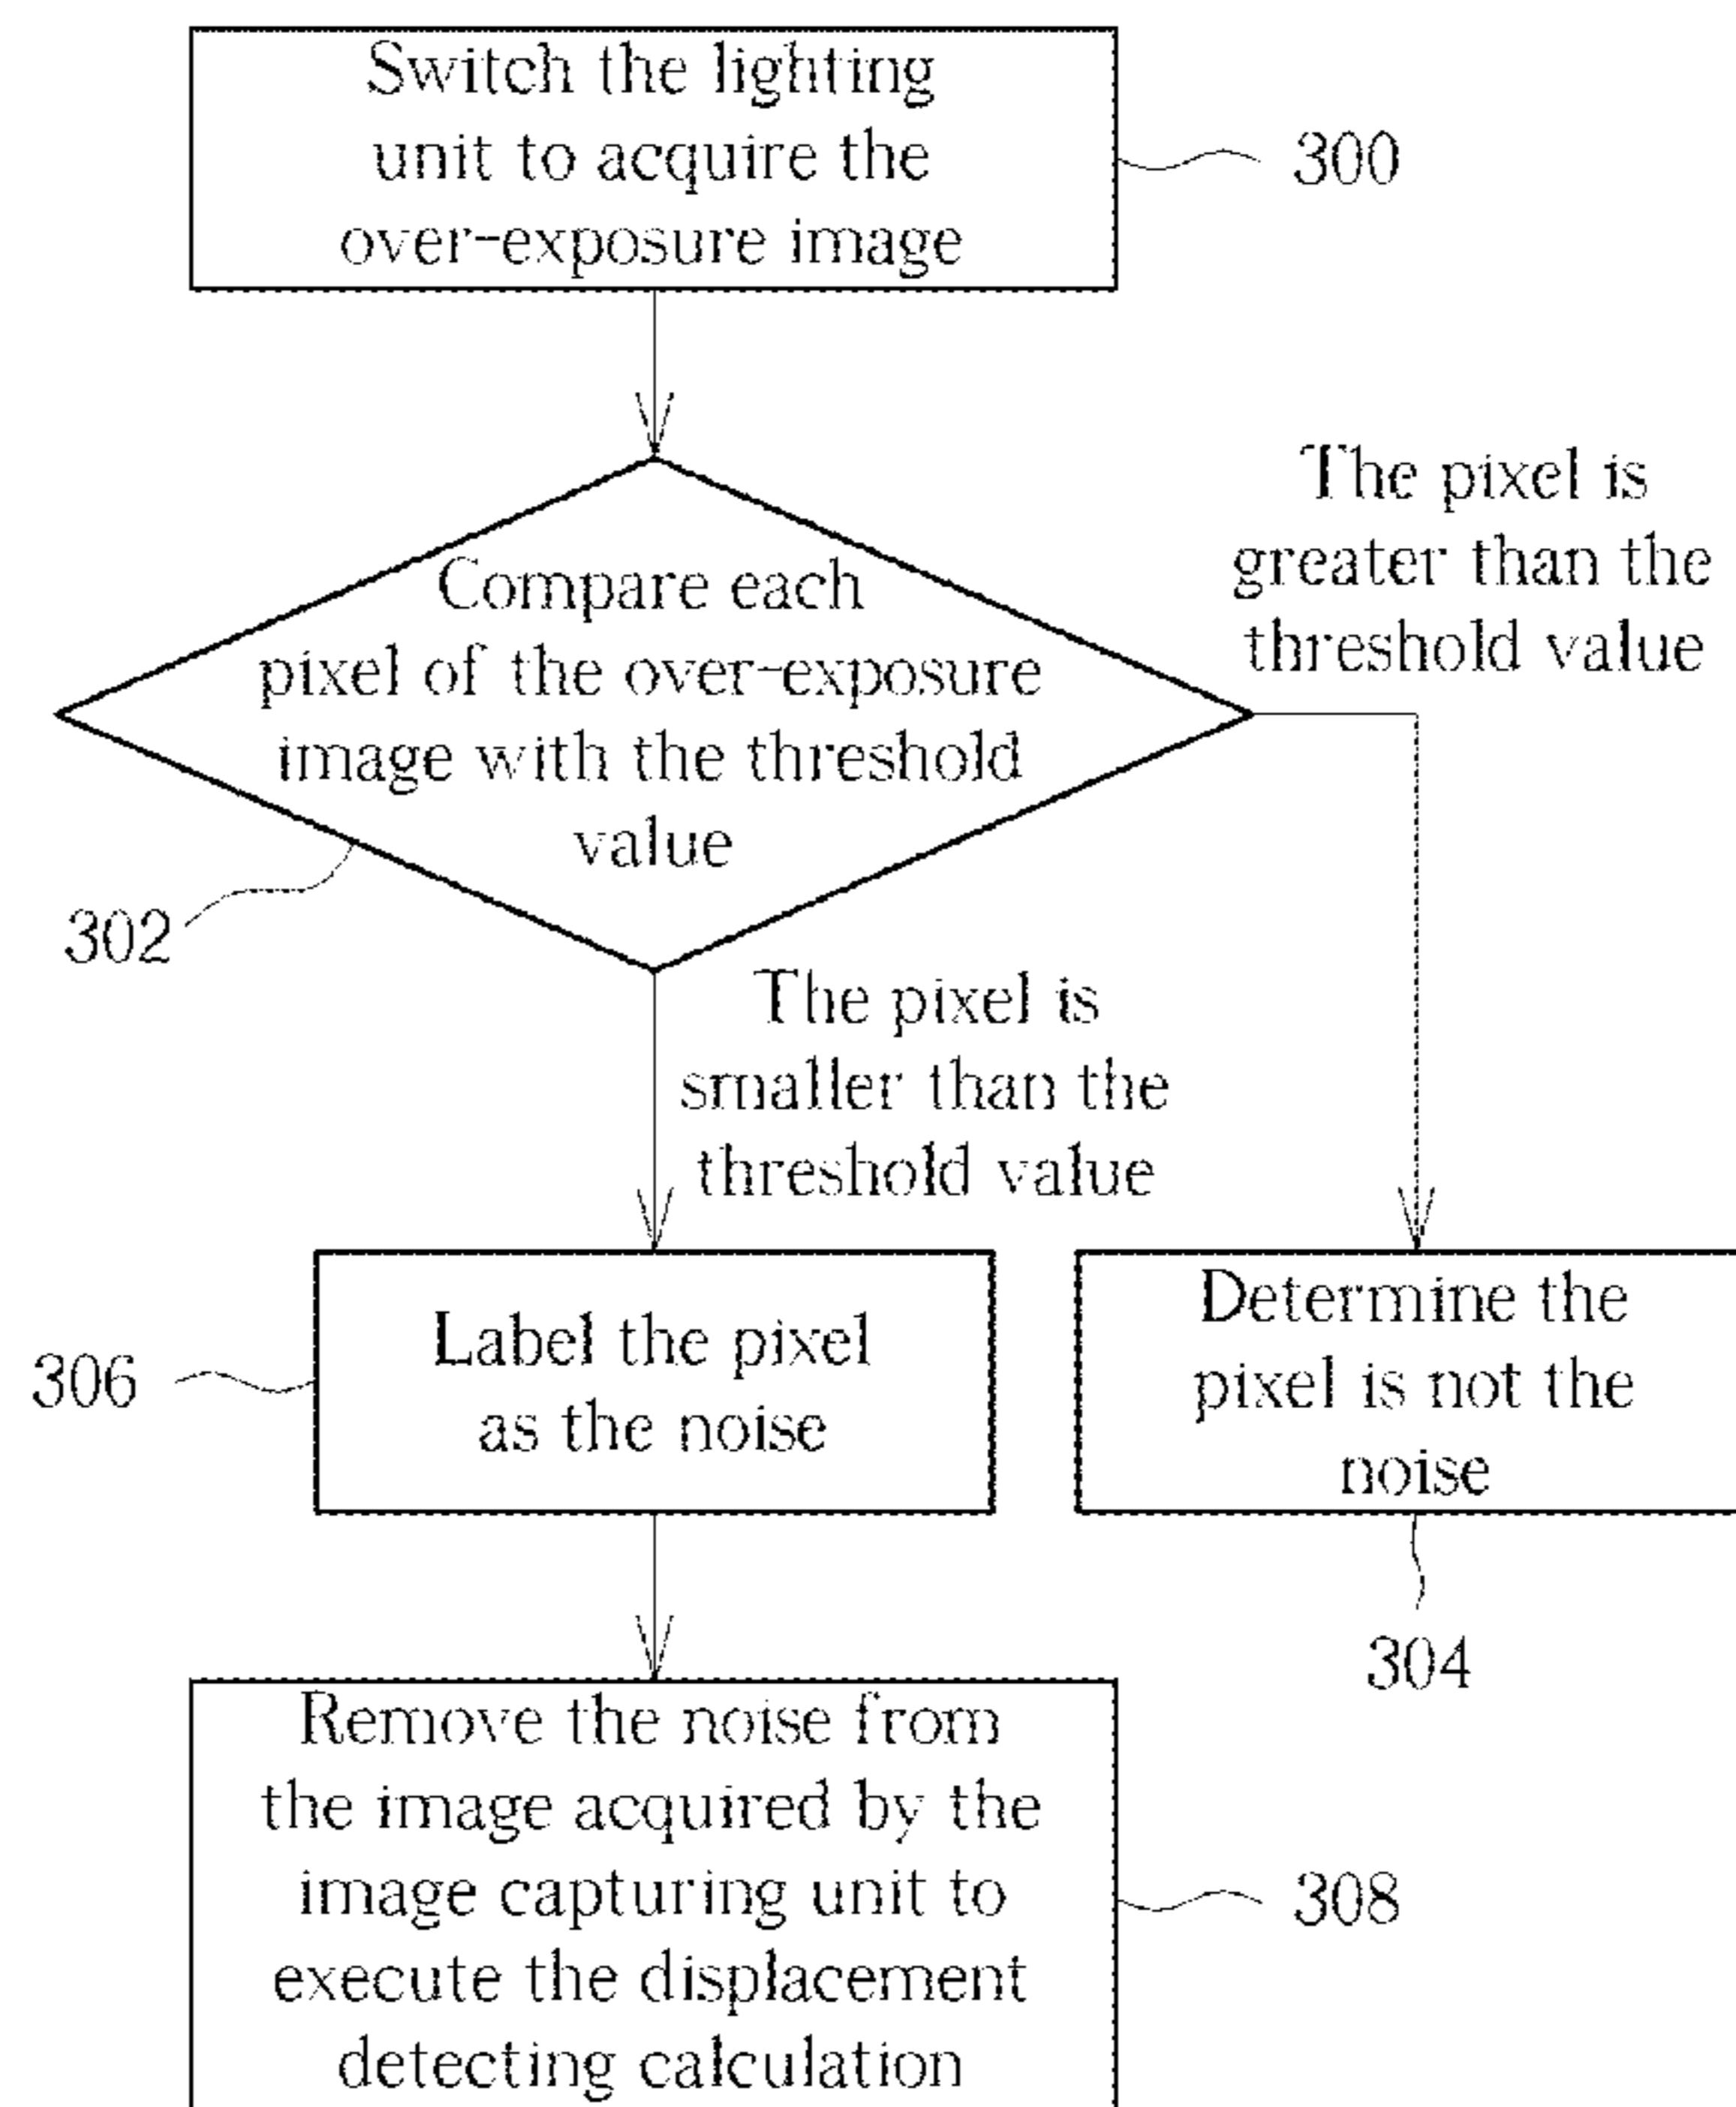 Switch the lighting
unit to acquire the
over-exposure image
300
Compare each
pixel of the over-exposure
image with the threshold
value
302
The pixel is
greater than the
threshold value
The pixel is
smaller than the
threshold value
306
Label the pixel
as the noise
Determine the
pixel is not the
noise
304
Remove the noise from
the image acquired by the
image capturing unit to
execute the displacement
detecting calculation
308